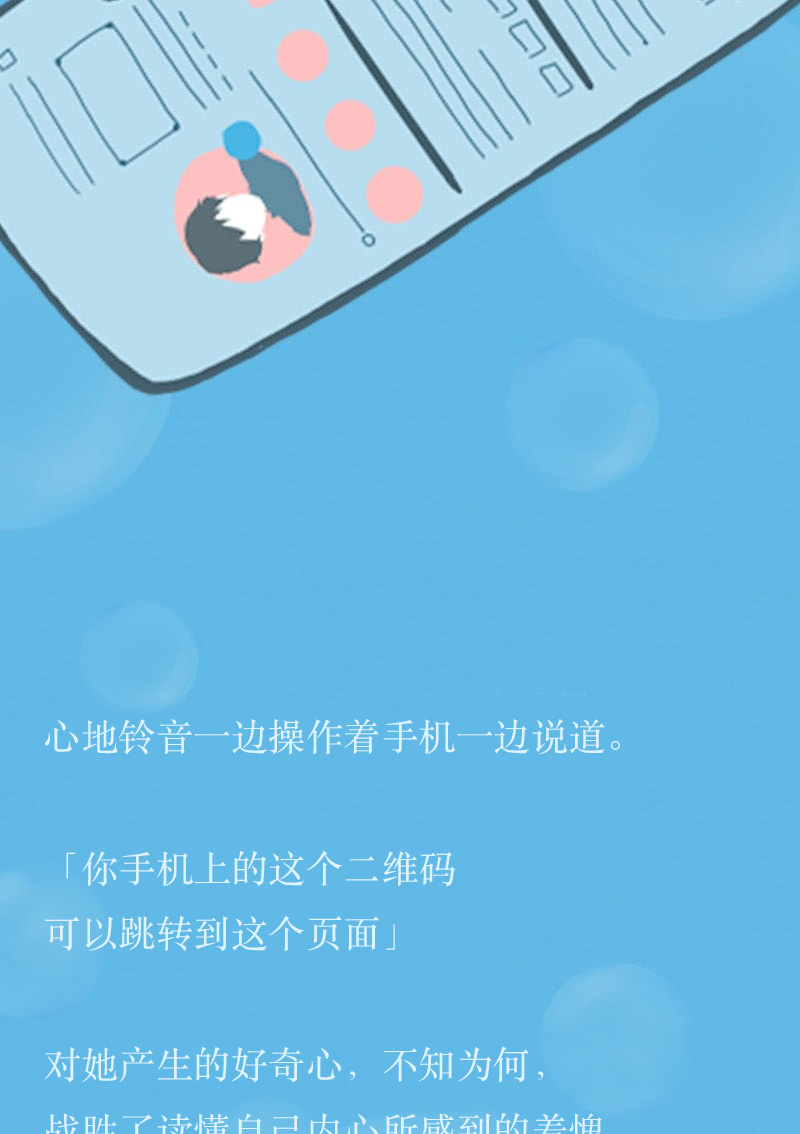 心地铃音一边操作着手机一边说道。
「你手机上的这个二维码
可以跳转到这个页面」
对她产生的好奇心，不知为何，
战胜了读懂自己内心所感到的羞愧